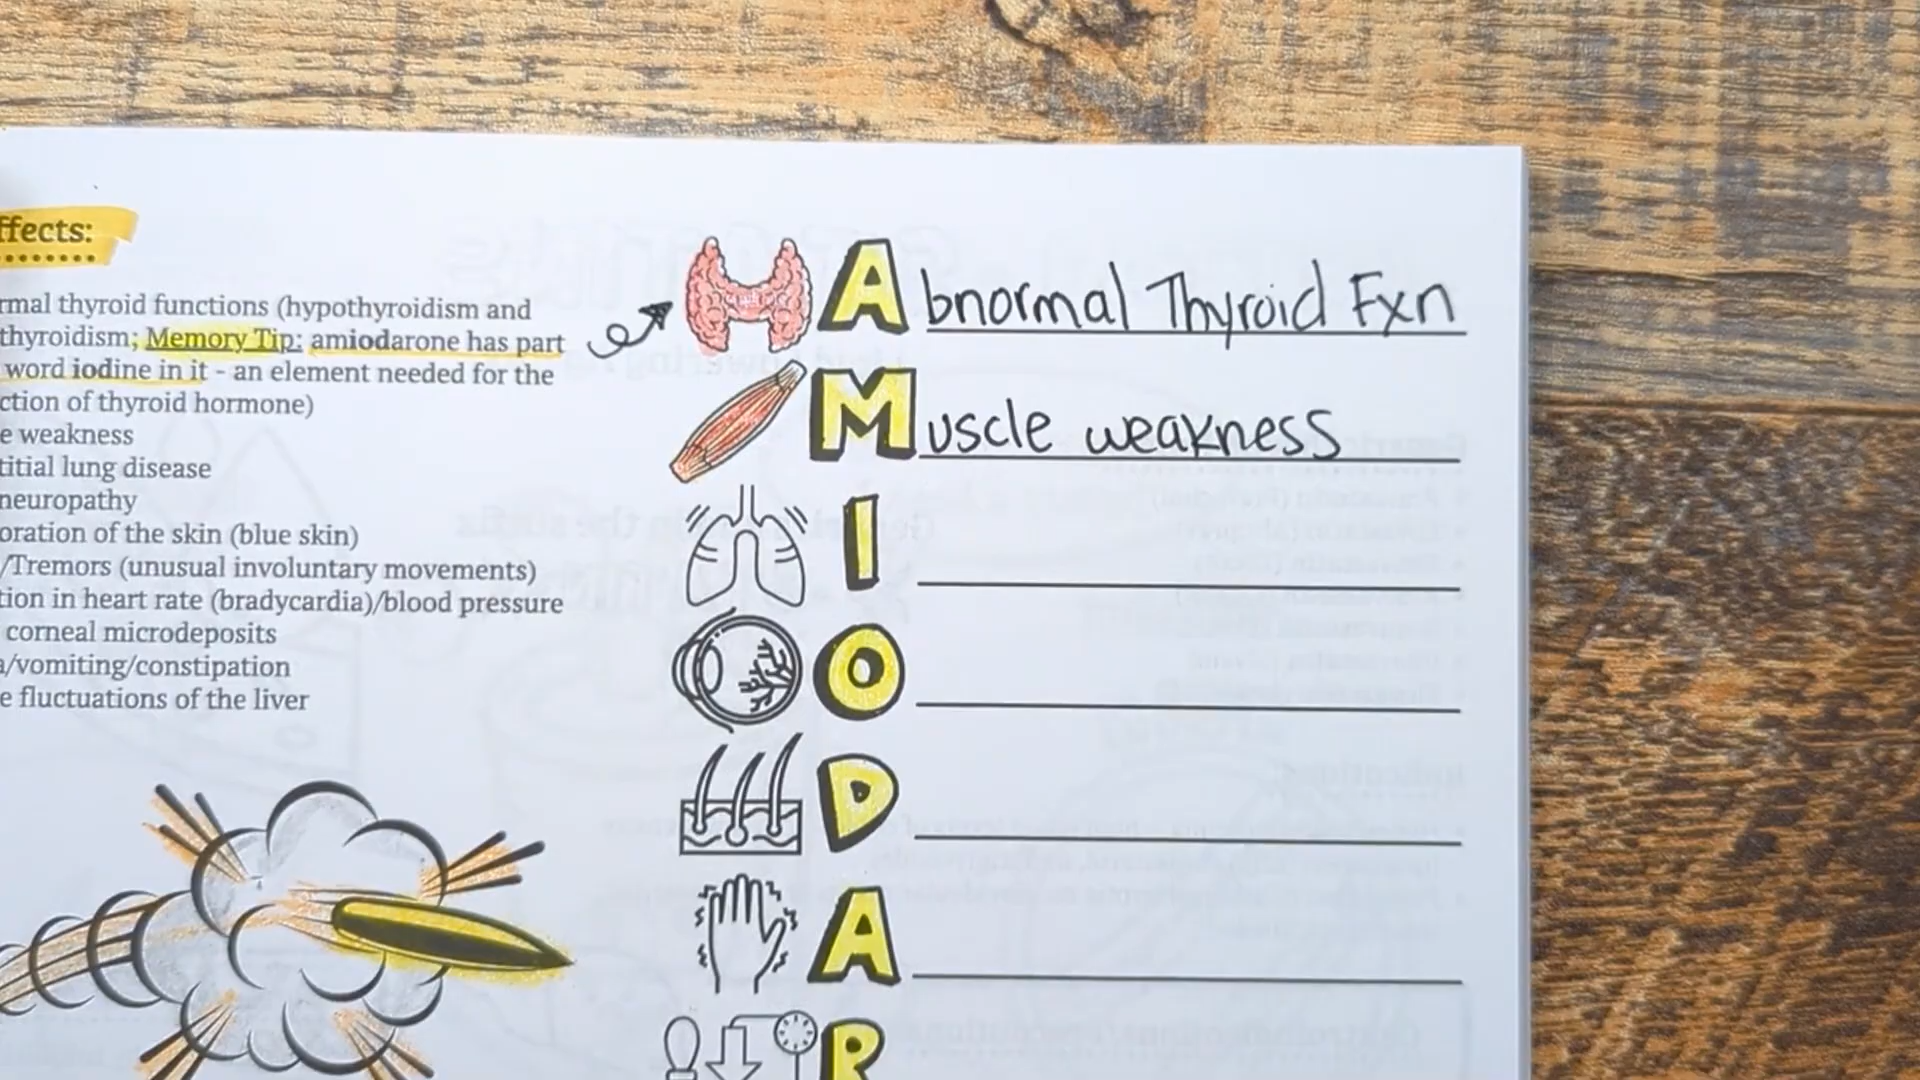 ffects:
rmal thyroid functions (hypothyroidism and
thyroidism; Memory Tip: amiodarone has part
word iodine in it - an element needed for the
ction of thyroid hormone)
e weakness
titial lung disease
neuropathy
oration of the skin (blue skin)
/Tremors (unusual involuntary movements)
tion in heart rate (bradycardia)/blood pressure
corneal microdeposits
a/vomiting/constipation
e fluctuations of the liver
Abnormal Thyroid Fxn
Muscle weakness
I
O
D
A
R